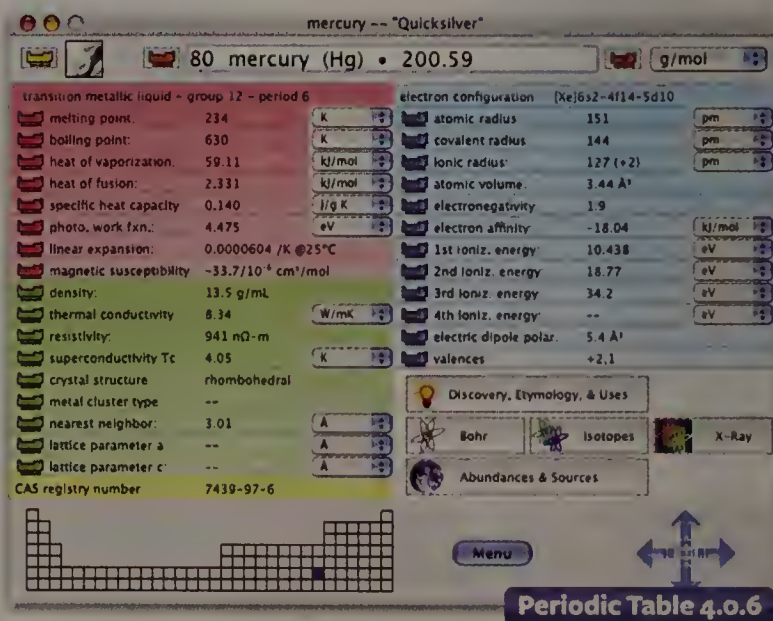 mercury -- "Quicksilver"
80 mercury (Hg) • 200.59 g/mol
transition metallic liquid - group 12 - period 6
melting point: 234 K
boiling point: 630 K
heat of vaporization: 59.11 kJ/mol
heat of fusion: 2.331 kJ/mol
specific heat capacity 0.140 J/g K
photo. work fxn.: 4.475 eV
linear expansion: 0.0000604 /K @25°C
magnetic susceptibility -33.7/10⁻⁶ cm³/mol
density: 13.5 g/mL
thermal conductivity 8.34 W/mK
resistivity: 941 nΩ-m
superconductivity Tc 4.05 K
crystal structure rhombohedral
metal cluster type --
nearest neighbor: 3.01 A
lattice parameter a -- A
lattice parameter c: -- A
CAS registry number 7439-97-6
electron configuration [Xe]6s2-4f14-5d10
atomic radius 151 pm
covalent radius 144 pm
ionic radius: 127 (+2) pm
atomic volume: 3.44 Å³
electronegativity 1.9
electron affinity -18.04 kJ/mol
1st ioniz. energy: 10.438 eV
2nd ioniz. energy 18.77 eV
3rd ioniz. energy 34.2 eV
4th ioniz. energy: -- eV
electric dipole polar. 5.4 Å³
valences +2,1
Discovery, Etymology, & Uses
Bohr Isotopes X-Ray
Abundances & Sources
Menu
Periodic Table 4.0.6